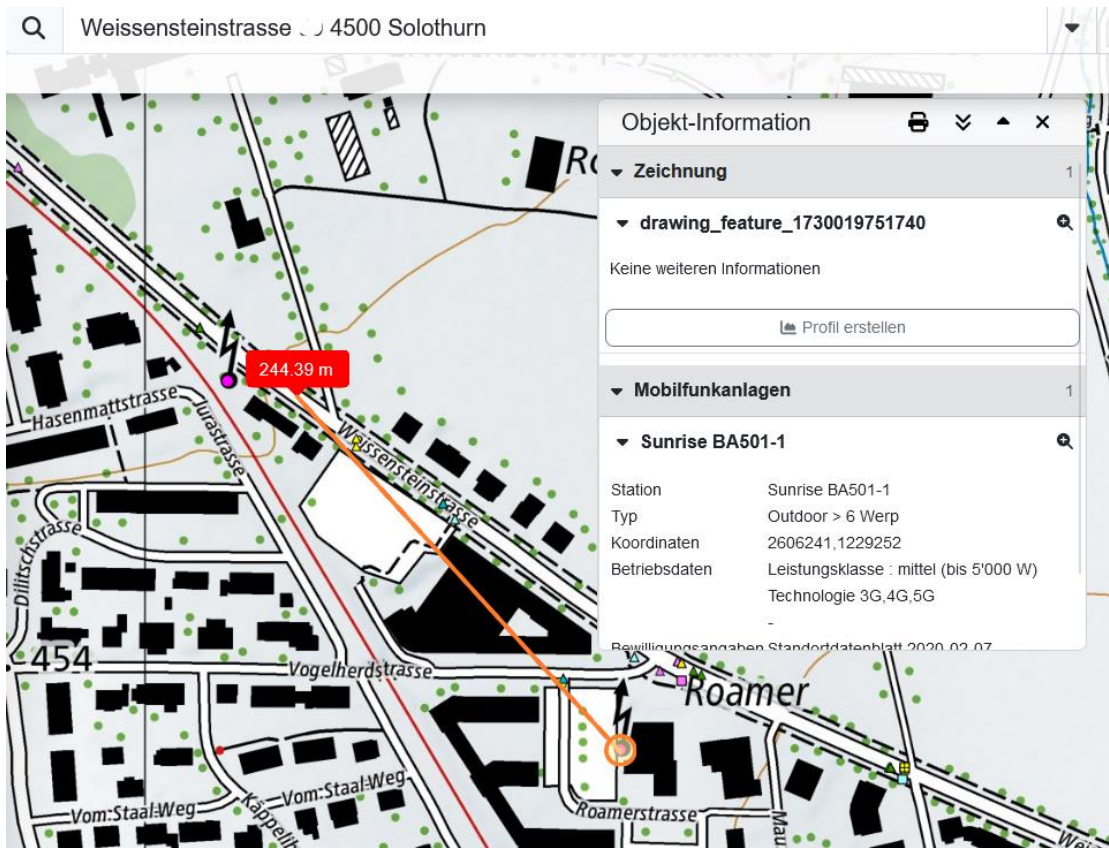 Weissensteinstrasse 4500 Solothurn
Objekt-Information
Zeichnung 1
drawing_feature_1730019751740
Keine weiteren Informationen
Profil erstellen
Mobilfunkanlagen 1
Sunrise BA501-1
Station Sunrise BA501-1
Typ Outdoor > 6 Werp
Koordinaten 2606241,1229252
Betriebsdaten Leistungsklasse : mittel (bis 5'000 W)
Technologie 3G,4G,5G
-
Bewilligungsangaben Standortdatenblatt 2020-02-07
244.39 m
Hasenmattstrasse
Jurastrasse
Weissensteinstrasse
Dilitschstrasse
454
Vogelherdstrasse
Roamer
Vom-Staal-Weg
Vom-Staal-Weg
Roamerstrasse